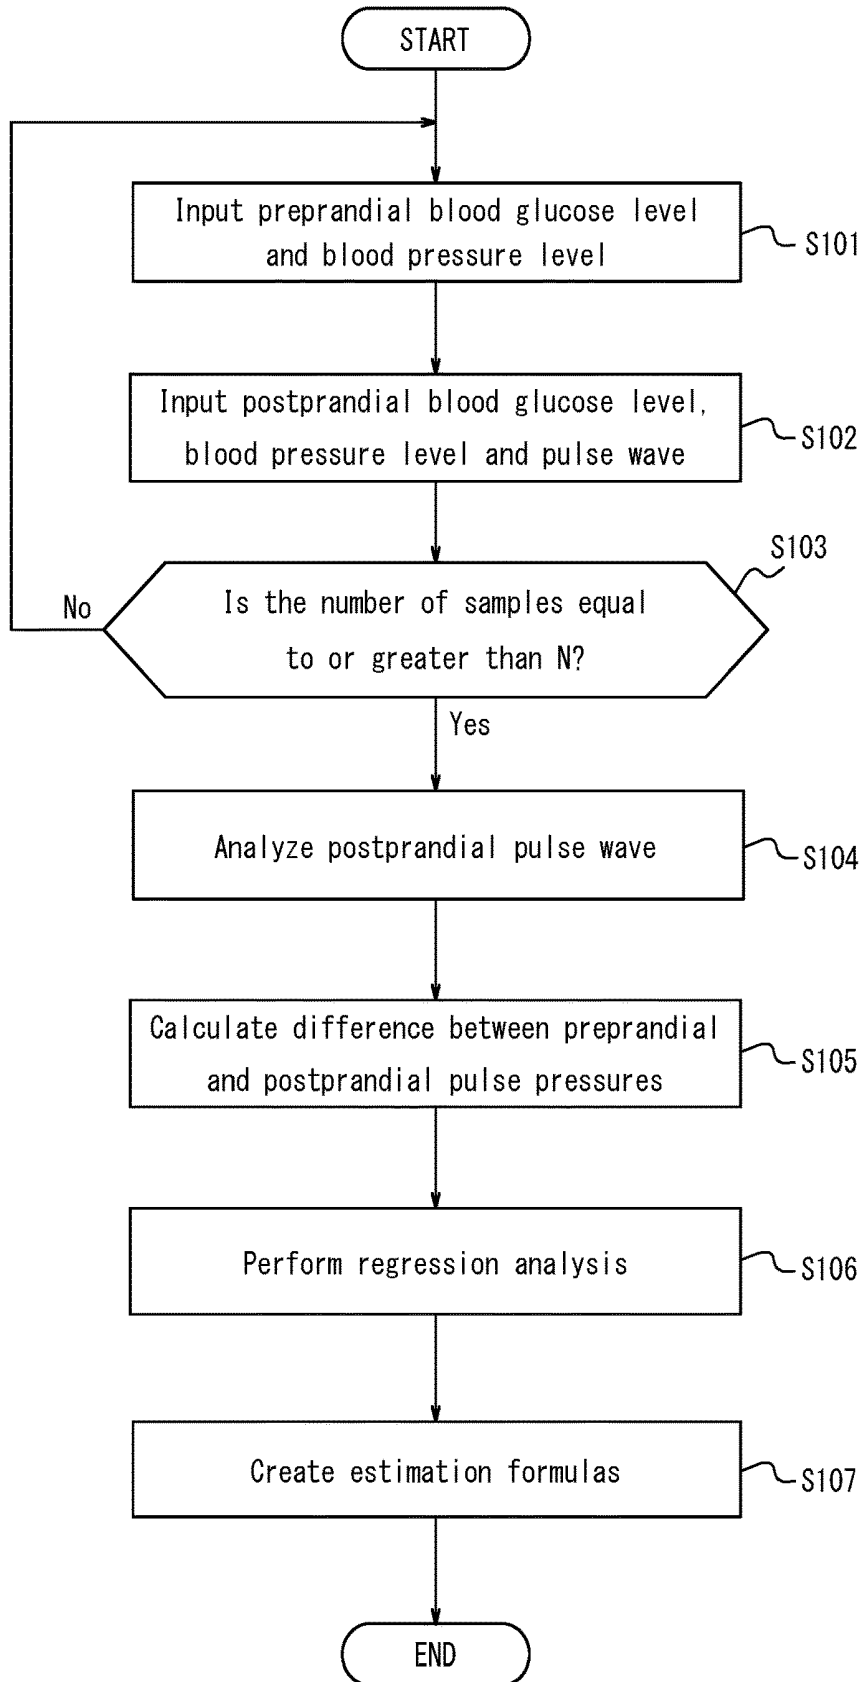 START
Input preprandial blood glucose level
and blood pressure level
S101
Input postprandial blood glucose level,
blood pressure level and pulse wave
S102
S103
Is the number of samples equal
to or greater than N?
No
Yes
Analyze postprandial pulse wave
S104
Calculate difference between preprandial
and postprandial pulse pressures
S105
Perform regression analysis
S106
Create estimation formulas
S107
END